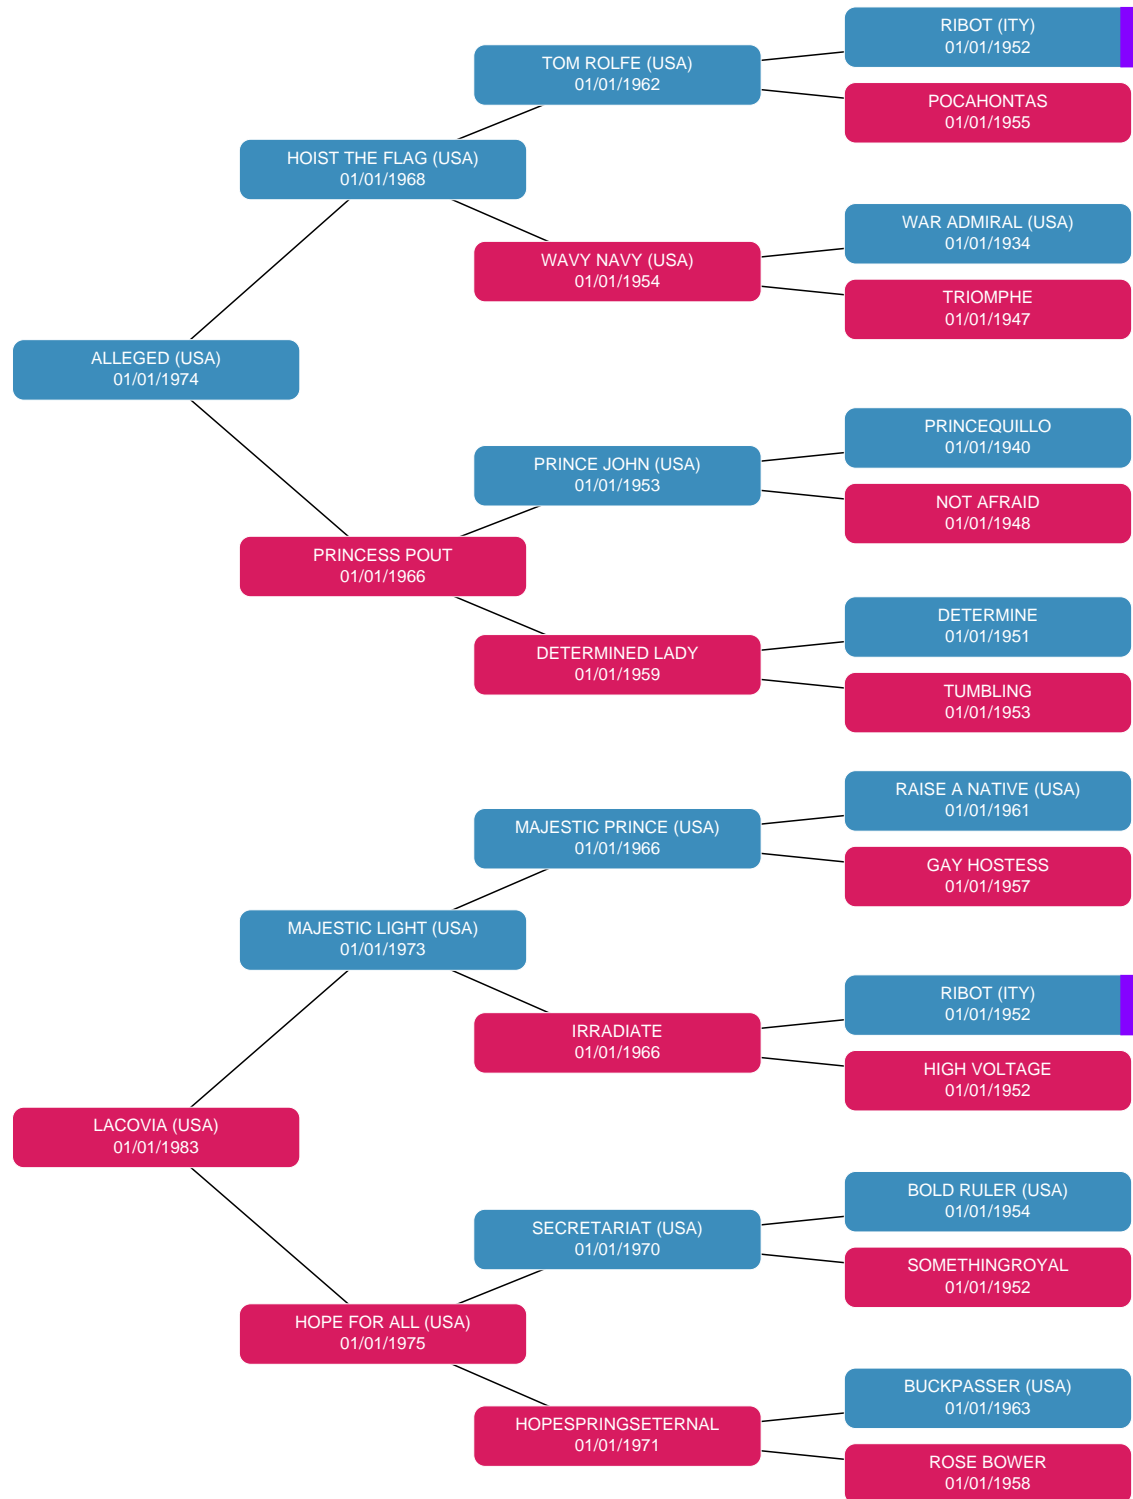 RIBOT (ITY)
01/01/1952
TOM ROLFE (USA)
01/01/1962
POCAHONTAS
01/01/1955
HOIST THE FLAG (USA)
01/01/1968
WAR ADMIRAL (USA)
01/01/1934
WAVY NAVY (USA)
01/01/1954
TRIOMPHE
01/01/1947
ALLEGED (USA)
01/01/1974
PRINCEQUILLO
01/01/1940
PRINCE JOHN (USA)
01/01/1953
NOT AFRAID
01/01/1948
PRINCESS POUT
01/01/1966
DETERMINE
01/01/1951
DETERMINED LADY
01/01/1959
TUMBLING
01/01/1953
RAISE A NATIVE (USA)
01/01/1961
MAJESTIC PRINCE (USA)
01/01/1966
GAY HOSTESS
01/01/1957
MAJESTIC LIGHT (USA)
01/01/1973
RIBOT (ITY)
01/01/1952
IRRADIATE
01/01/1966
HIGH VOLTAGE
01/01/1952
LACOVIA (USA)
01/01/1983
BOLD RULER (USA)
01/01/1954
SECRETARIAT (USA)
01/01/1970
SOMETHINGROYAL
01/01/1952
HOPE FOR ALL (USA)
01/01/1975
BUCKPASSER (USA)
01/01/1963
HOPESPRINGSETERNAL
01/01/1971
ROSE BOWER
01/01/1958